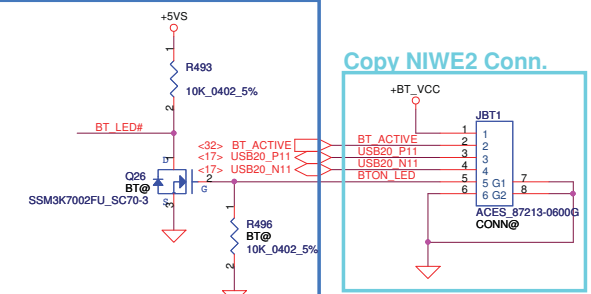 +5VS
1
R493
10K_0402_5%
2
BT_LED#
1
D
Q26
BT@
SSM3K7002FU_SC70-3
S
3
2
G
<32> BT_ACTIVE
<17> USB20_P11
<17> USB20_N11
1
R496
BT@
10K_0402_5%
2
Copy NIWE2 Conn.
+BT_VCC
JBT1
BT_ACTIVE
USB20_P11
USB20_N11
BTON_LED
1 1
2 2
3 3
4 4
5 5 G1 7
6 6 G2 8
ACES_87213-0600G
CONN@